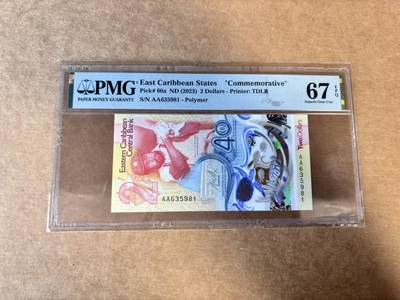 PMG
PAPER MONEY GUARANTY
East Caribbean States "Commemorative"
Pick# 60a ND (2023) 2 Dollars - Printer: TDLR
S/N AA635981 - Polymer
67 EPQ
Superb Gem Unc
Eastern Caribbean
Central Bank
2
40
AA635981
Two Dollars
AA635981